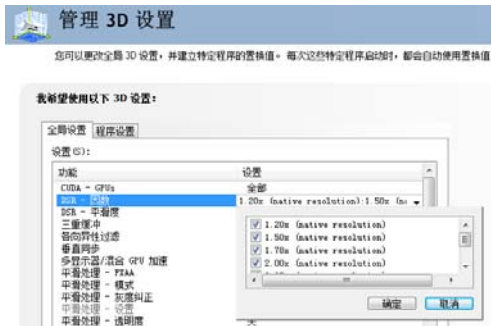 管理 3D 设置
您可以更改全局 3D 设置，并建立特定程序的置换值。每次这些特定程序启动时，都会自动使用置换值
我希望使用以下 3D 设置：
全局设置 程序设置
设置(S):
功能 设置
CUDA - GPUs 全部
DSR - 因数 1.20x (native resolution):1.50x (na
DSR - 平滑度
三重缓冲
各向异性过滤
垂直同步
多显示器/混合 GPU 加速
平滑处理 - FXAA
平滑处理 - 模式
平滑处理 - 灰度纠正
平滑处理 - 设置
平滑处理 - 透明度 关
1.20x (native resolution)
1.50x (native resolution)
1.78x (native resolution)
2.00x (native resolution)
确定 取消